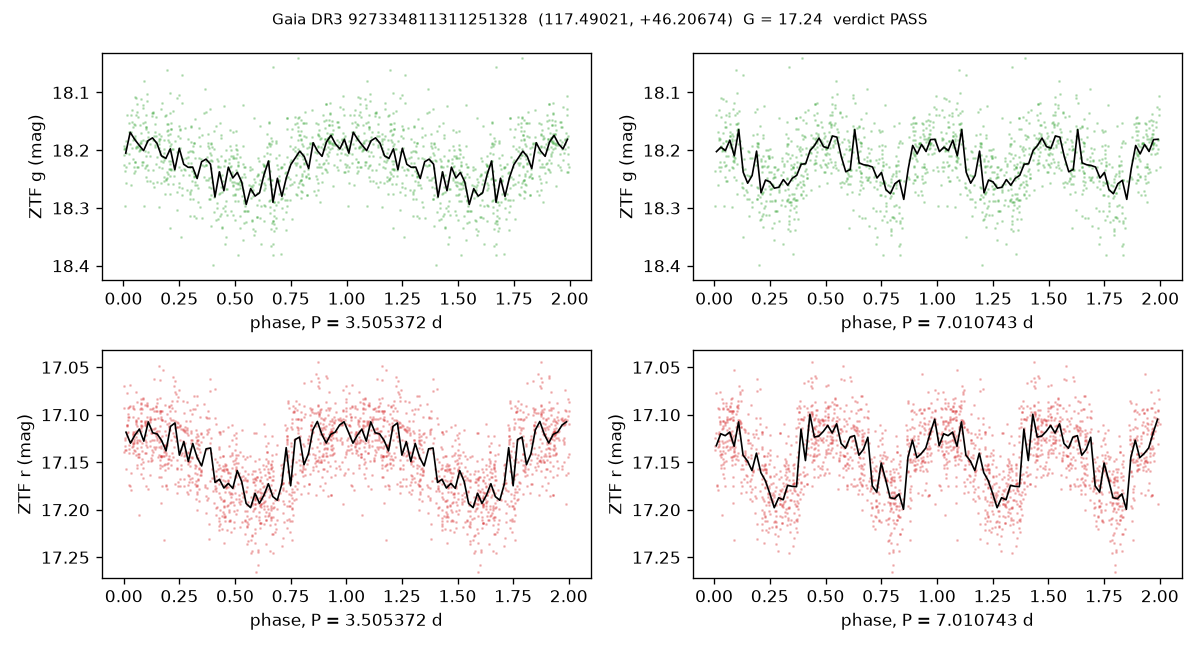 Gaia DR3 927334811311251328 (117.49021, +46.20674) G = 17.24 verdict PASS
ZTF g (mag)
18.1
18.2
18.3
18.4
0.00 0.25 0.50 0.75 1.00 1.25 1.50 1.75 2.00
phase, P = 3.505372 d
ZTF g (mag)
18.1
18.2
18.3
18.4
0.00 0.25 0.50 0.75 1.00 1.25 1.50 1.75 2.00
phase, P = 7.010743 d
ZTF r (mag)
17.05
17.10
17.15
17.20
17.25
0.00 0.25 0.50 0.75 1.00 1.25 1.50 1.75 2.00
phase, P = 3.505372 d
ZTF r (mag)
17.05
17.10
17.15
17.20
17.25
0.00 0.25 0.50 0.75 1.00 1.25 1.50 1.75 2.00
phase, P = 7.010743 d